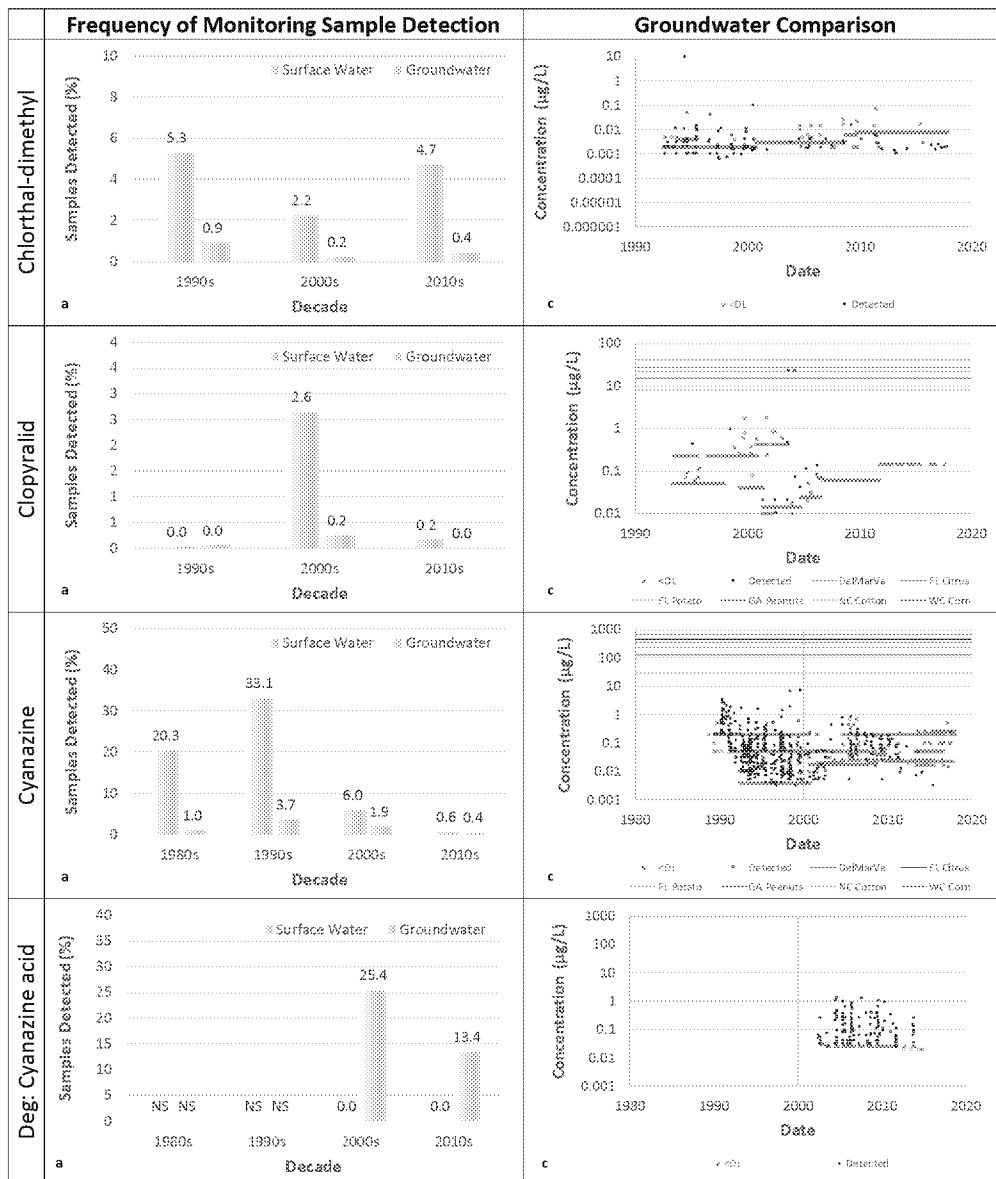 Frequency of Monitoring Sample Detection
Groundwater Comparison
Chlorthal-dimethyl
Samples Detected (%)
10
8
6
4
2
0
Surface Water Groundwater
5.3 0.9
2.2 0.2
4.7 0.4
1990s 2000s 2010s
Decade
a
Concentration (µg/L)
10
1
0.1
0.01
0.001
0.0001
0.00001
0.000001
1990 2000 2010 2020
Date
<DL Detected
c
Clopyralid
Samples Detected (%)
4
4
3
3
2
2
1
1
0
Surface Water Groundwater
0.0 0.0
2.6 0.2
0.2 0.0
1990s 2000s 2010s
Decade
a
Concentration (µg/L)
100
10
1
0.1
0.01
1990 2000 2010 2020
Date
<DL Detected DelMarVa FL Citrus
FL Potato GA Peanuts NC Cotton WC Corn
c
Cyanazine
Samples Detected (%)
50
40
30
20
10
0
Surface Water Groundwater
20.3 1.0
33.1 3.7
6.0 1.9
0.6 0.4
1980s 1990s 2000s 2010s
Decade
a
Concentration (µg/L)
1000
100
10
1
0.1
0.01
0.001
1980 1990 2000 2010 2020
Date
<DL Detected DelMarVa FL Citrus
FL Potato GA Peanuts NC Cotton WC Corn
c
Deg: Cyanazine acid
Samples Detected (%)
40
35
30
25
20
15
10
5
0
Surface Water Groundwater
NS NS
NS NS
0.0 25.4
0.0 13.4
1980s 1990s 2000s 2010s
Decade
a
Concentration (µg/L)
1000
100
10
1
0.1
0.01
0.001
1980 1990 2000 2010 2020
Date
<DL Detected
c